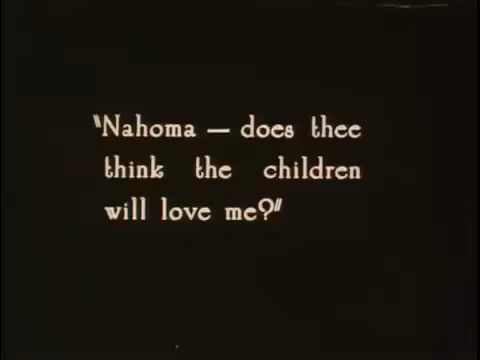 "Nahoma — does thee
think the children
will love me?"